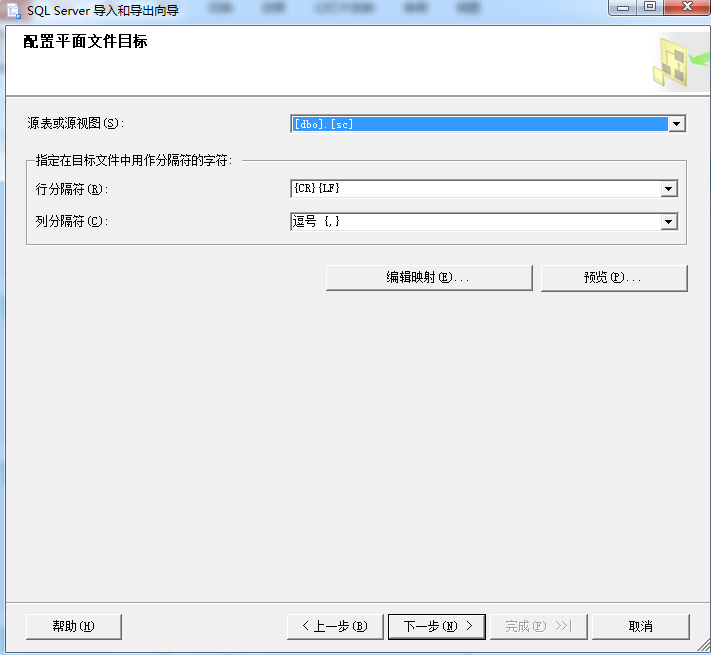 SQL Server 导入和导出向导
配置平面文件目标
源表或源视图(S):
[dbo].[sc]
指定在目标文件中用作分隔符的字符:
行分隔符(R):
{CR}{LF}
列分隔符(C):
逗号 {,}
编辑映射(E)...
预览(P)...
帮助(H)
< 上一步(B)
下一步(N) >
完成(F) >>|
取消